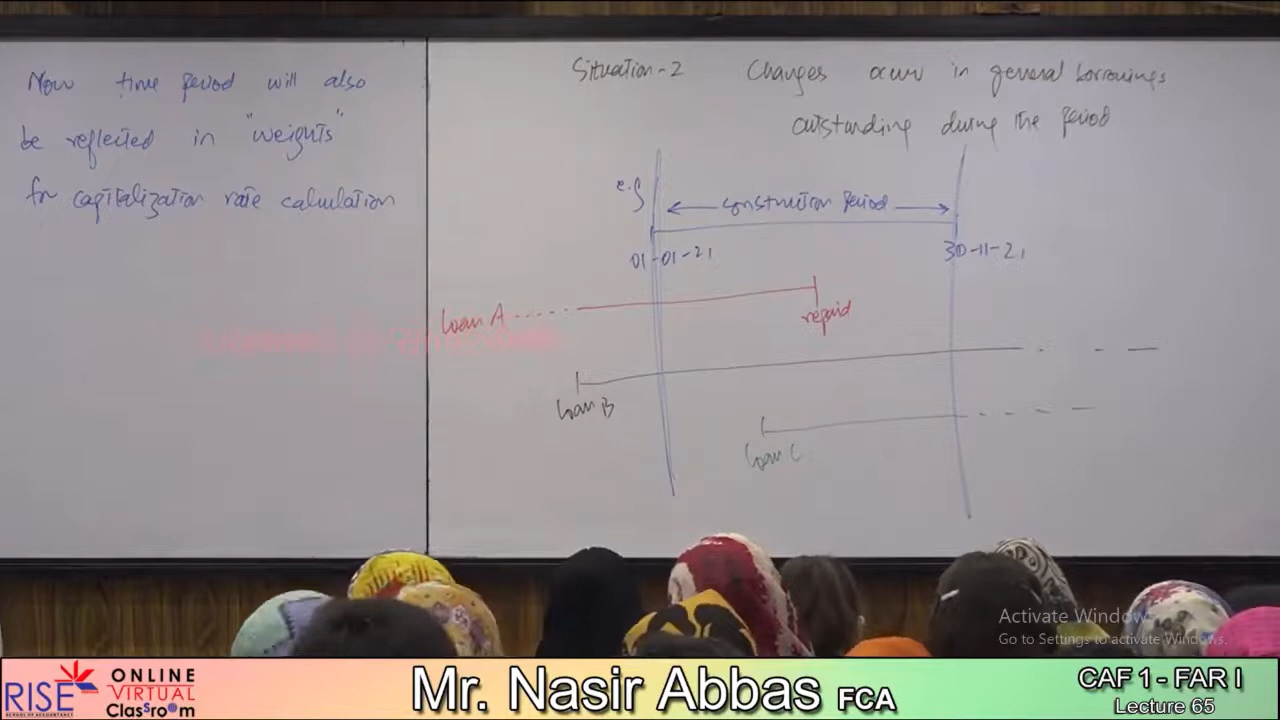 Now time period will also
be reflected in "weights"
for capitalization rate calculation
Situation-2 Changes occur in general borrowings
outstanding during the period
e.g
construction period
01-01-21
30-11-21
Loan A
repaid
Loan B
Loan C
Activate Windows
Go to Settings to activate Windows.
RISE
SCHOOL OF ACCOUNTANCY
ONLINE
VIRTUAL
ClasSroom
Mr. Nasir Abbas FCA
CAF 1 - FAR I
Lecture 65